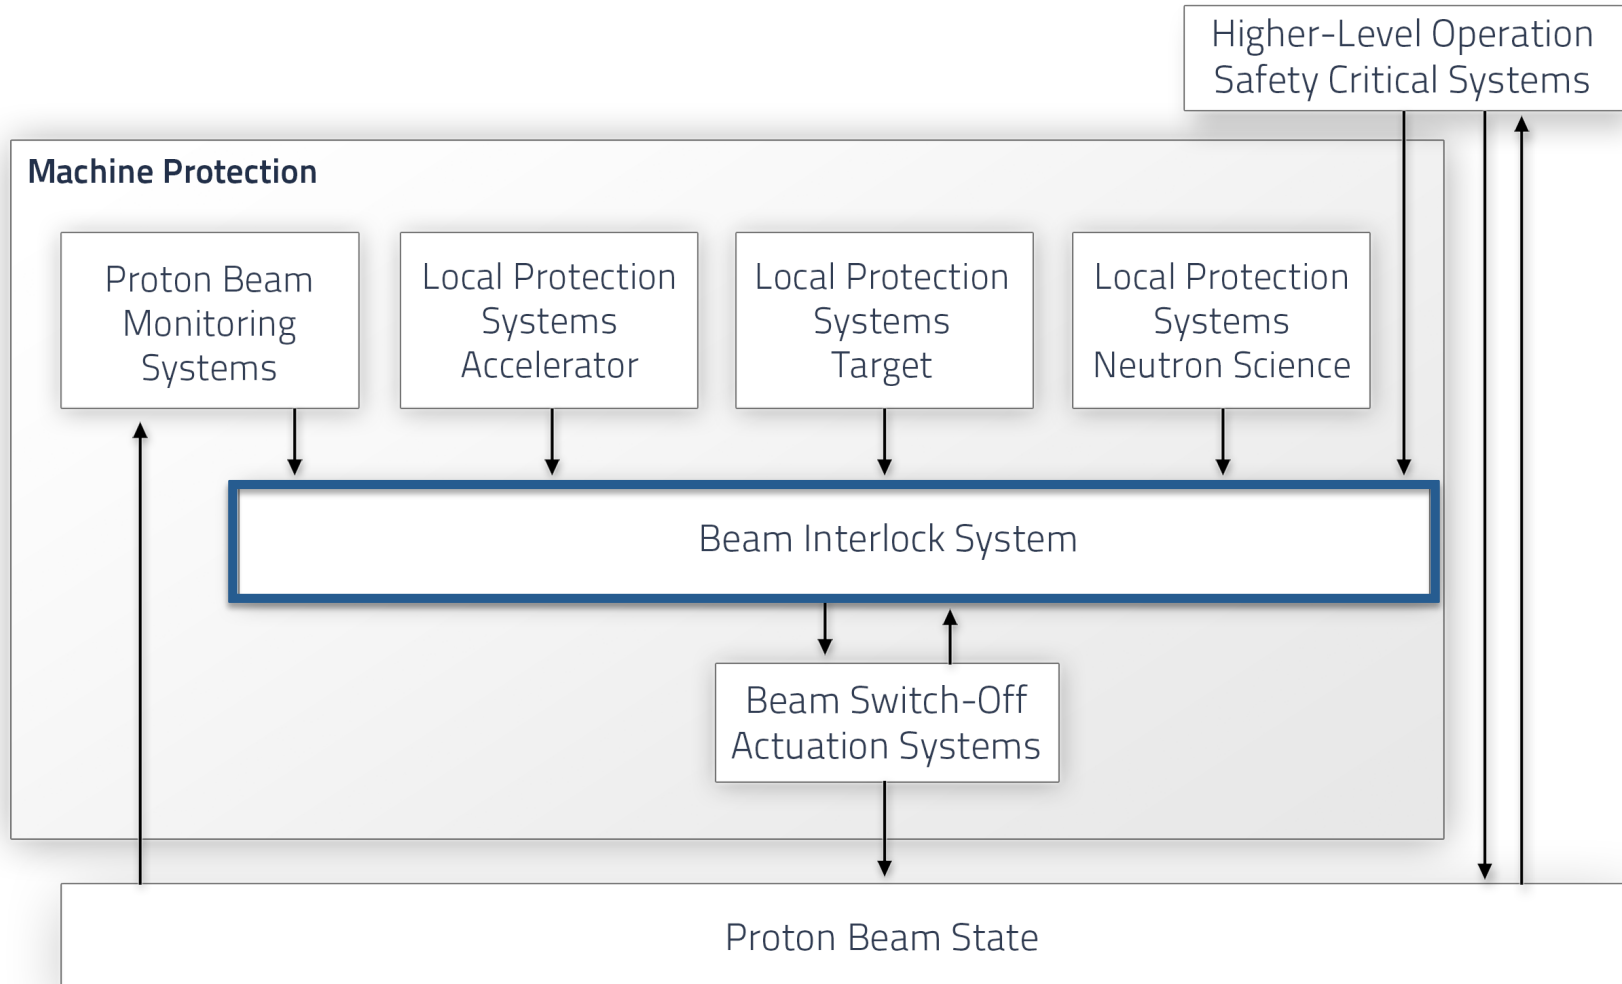 Higher-Level Operation
Safety Critical Systems
Machine Protection
Proton Beam
Monitoring
Systems
Local Protection
Systems
Accelerator
Local Protection
Systems
Target
Local Protection
Systems
Neutron Science
Beam Interlock System
Beam Switch-Off
Actuation Systems
Proton Beam State